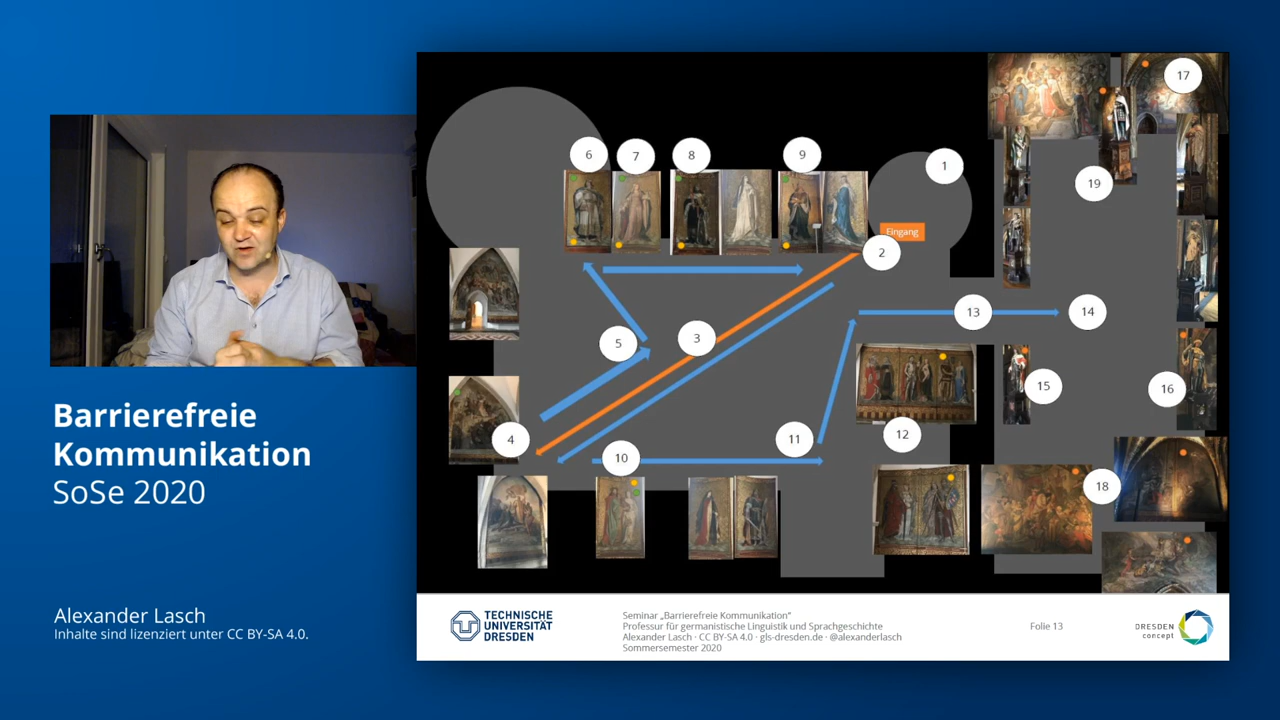 Barrierefreie
Kommunikation
SoSe 2020
Alexander Lasch
Inhalte sind lizenziert unter CC BY-SA 4.0.
17
6
7
8
9
1
19
Eingang
2
13
14
5
3
15
16
4
12
11
10
18
TECHNISCHE
UNIVERSITÄT
DRESDEN
Seminar „Barrierefreie Kommunikation“
Professur für germanistische Linguistik und Sprachgeschichte
Alexander Lasch · CC BY-SA 4.0 · gls-dresden.de · @alexanderlasch
Sommersemester 2020
Folie 13
DRESDEN
concept